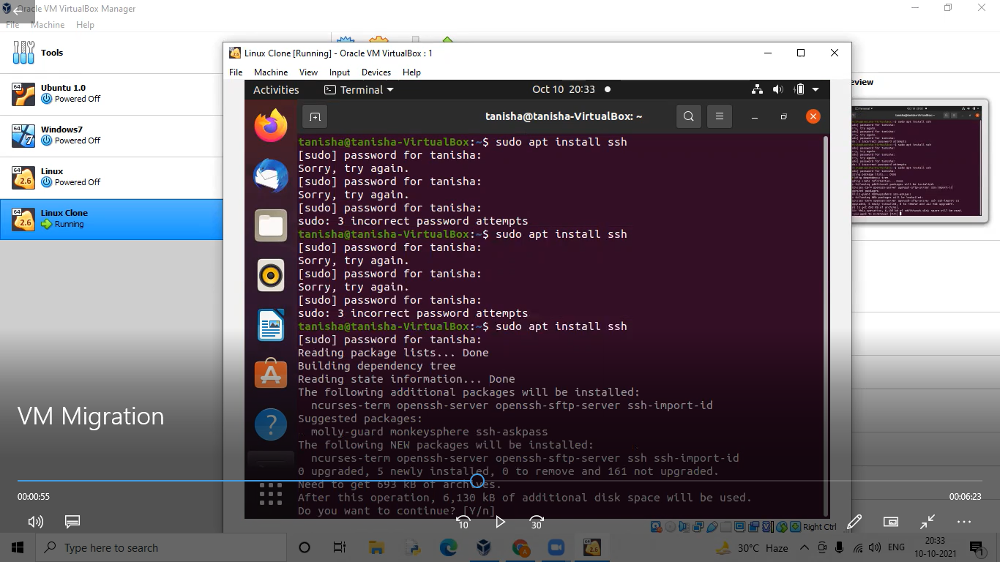 Oracle VM VirtualBox Manager
File Machine Help
Tools
Ubuntu 1.0
Powered Off
Windows7
Powered Off
Linux
Powered Off
Linux Clone
Running
Linux Clone [Running] - Oracle VM VirtualBox : 1
File Machine View Input Devices Help
Activities Terminal Oct 10 20:33
tanisha@tanisha-VirtualBox: ~
tanisha@tanisha-VirtualBox:~$ sudo apt install ssh
[sudo] password for tanisha:
Sorry, try again.
[sudo] password for tanisha:
Sorry, try again.
[sudo] password for tanisha:
sudo: 3 incorrect password attempts
tanisha@tanisha-VirtualBox:~$ sudo apt install ssh
[sudo] password for tanisha:
Sorry, try again.
[sudo] password for tanisha:
Sorry, try again.
[sudo] password for tanisha:
sudo: 3 incorrect password attempts
tanisha@tanisha-VirtualBox:~$ sudo apt install ssh
[sudo] password for tanisha:
Reading package lists... Done
Building dependency tree
Reading state information... Done
The following additional packages will be installed:
ncurses-term openssh-server openssh-sftp-server ssh-import-id
Suggested packages:
molly-guard monkeysphere ssh-askpass
The following NEW packages will be installed:
ncurses-term openssh-server openssh-sftp-server ssh ssh-import-id
0 upgraded, 5 newly installed, 0 to remove and 161 not upgraded.
Need to get 693 kB of archives.
After this operation, 6,130 kB of additional disk space will be used.
Do you want to continue? [Y/n]
eview
VM Migration
00:00:55
00:06:23
10
30
Right Ctrl
Type here to search
30°C Haze
ENG
20:33
10-10-2021
1